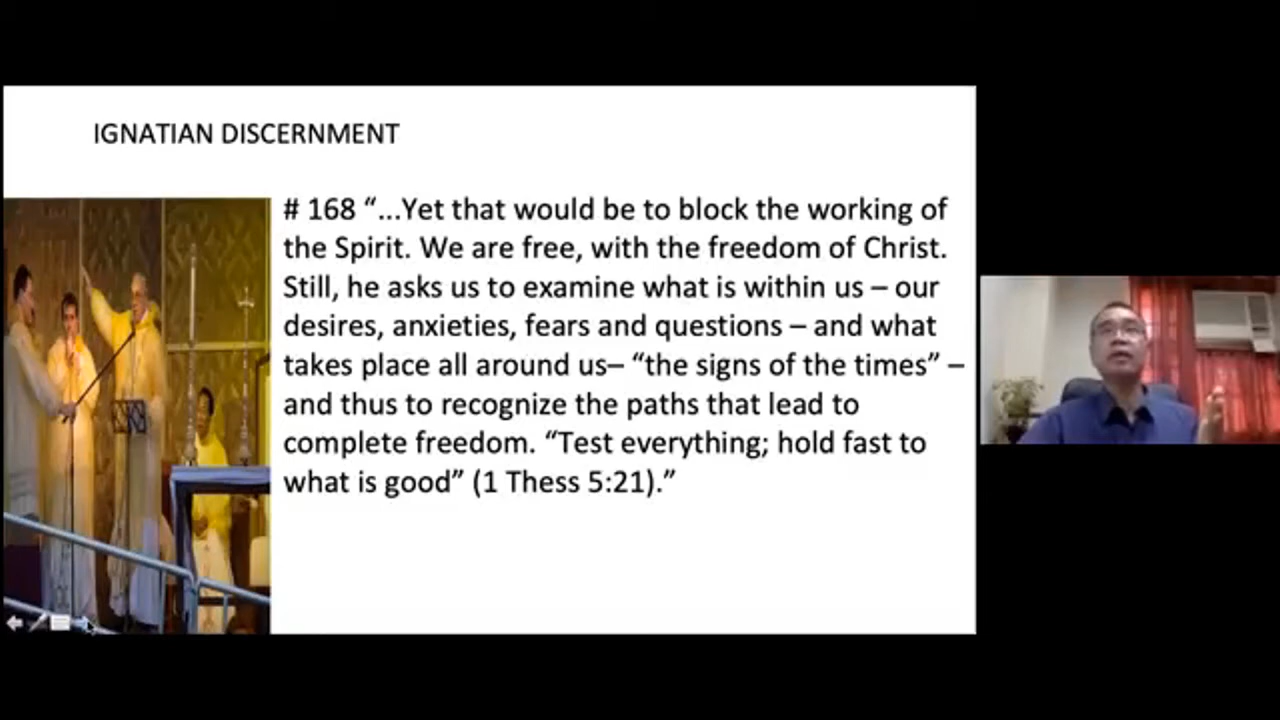 IGNATIAN DISCERNMENT
# 168 “...Yet that would be to block the working of
the Spirit. We are free, with the freedom of Christ.
Still, he asks us to examine what is within us – our
desires, anxieties, fears and questions – and what
takes place all around us– “the signs of the times” –
and thus to recognize the paths that lead to
complete freedom. “Test everything; hold fast to
what is good” (1 Thess 5:21).”